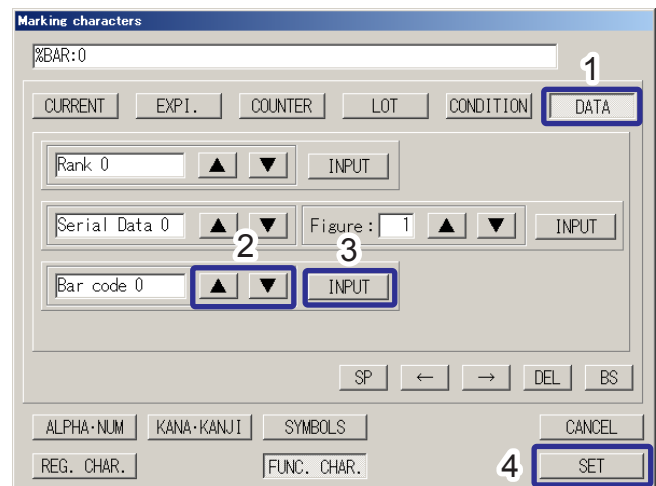 Marking characters
%BAR:0
1
CURRENT EXPI. COUNTER LOT CONDITION DATA
Rank 0 ▲ ▼ INPUT
Serial Data 0 ▲ ▼ Figure: 1 ▲ ▼ INPUT
2 3
Bar code 0 ▲ ▼ INPUT
SP ← → DEL BS
ALPHA·NUM KANA·KANJI SYMBOLS CANCEL
REG. CHAR. FUNC. CHAR. 4 SET